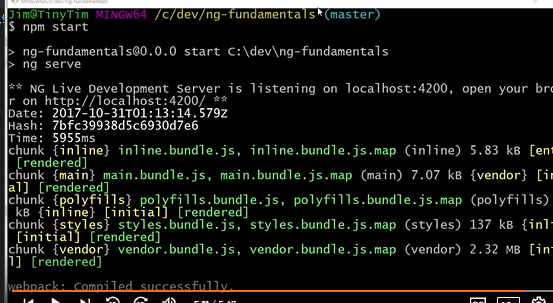 MINGW64:/c/dev/ng-fundamentals
Jim@TinyTim MINGW64 /c/dev/ng-fundamentals (master)
$ npm start
> ng-fundamentals@0.0.0 start C:\dev\ng-fundamentals
> ng serve
** NG Live Development Server is listening on localhost:4200, open your bro
r on http://localhost:4200/ **
Date: 2017-10-31T01:13:14.579Z
Hash: 7bfc39938d5c6930d7e6
Time: 5955ms
chunk {inline} inline.bundle.js, inline.bundle.js.map (inline) 5.83 kB [ent
[rendered]
chunk {main} main.bundle.js, main.bundle.js.map (main) 7.07 kB {vendor} [in
al] [rendered]
chunk {polyfills} polyfills.bundle.js, polyfills.bundle.js.map (polyfills)
kB {inline} [initial] [rendered]
chunk {styles} styles.bundle.js, styles.bundle.js.map (styles) 137 kB {inl
[initial] [rendered]
chunk {vendor} vendor.bundle.js, vendor.bundle.js.map (vendor) 2.32 MB [in
l] [rendered]
webpack: Compiled successfully.